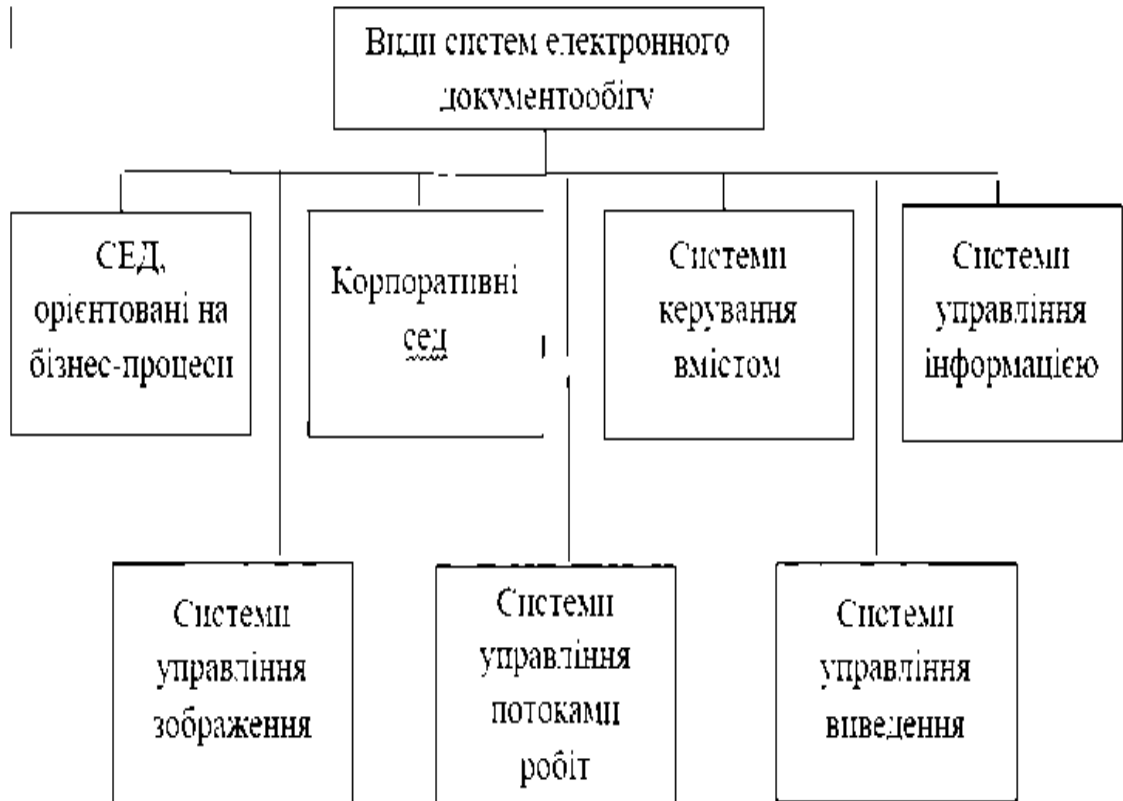 Види систем електронного
документообігу
СЕД,
орієнтовані на
бізнес-процеси
Корпоративні
сед
Системи
керування
вмістом
Системи
управління
інформацією
Системи
управління
зображення
Системи
управління
потоками
робіт
Системи
управління
виведення